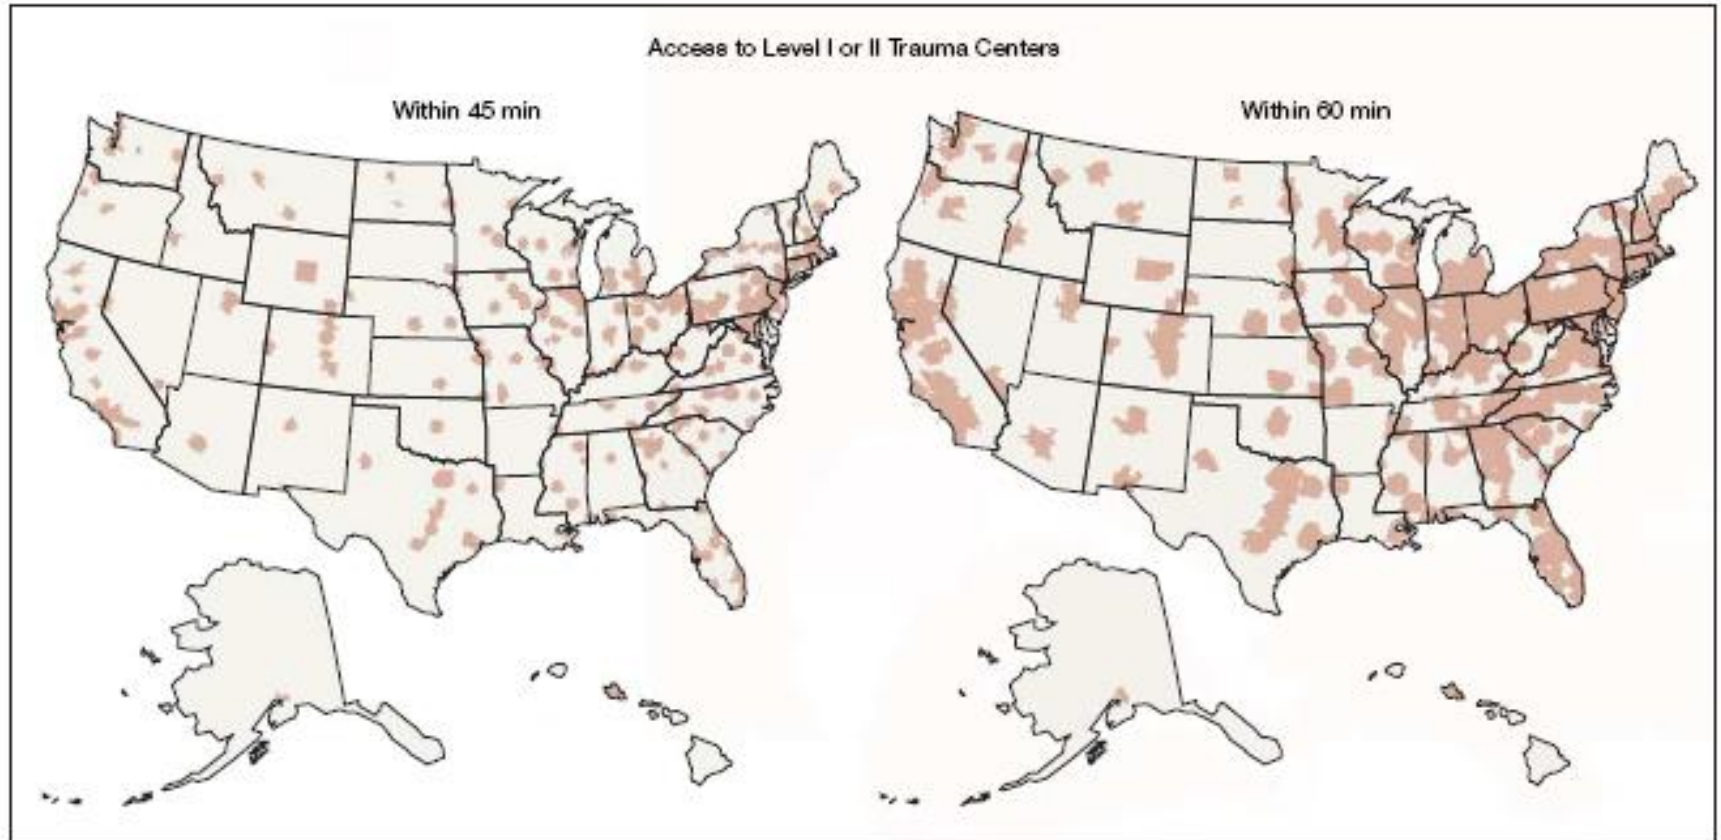 Access to Level I or II Trauma Centers
Within 45 min
Within 60 min